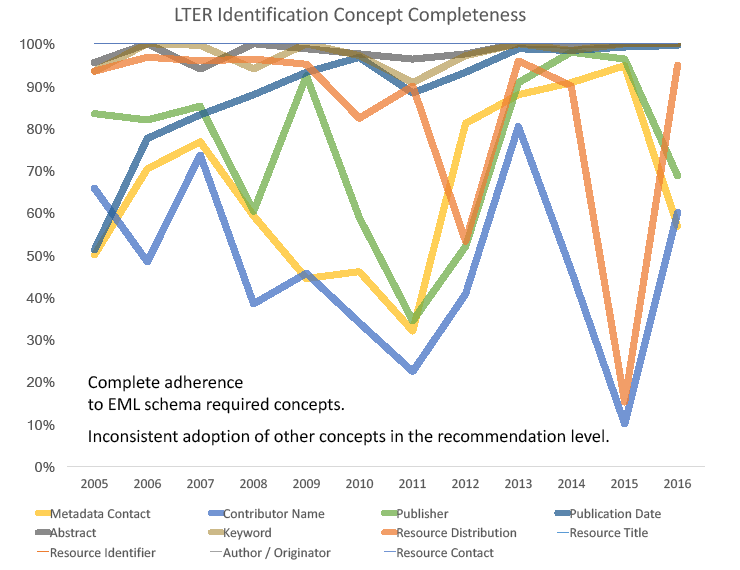 LTER Identification Concept Completeness
100%
90%
80%
70%
60%
50%
40%
30%
20%
10%
0%
Complete adherence
to EML schema required concepts.
Inconsistent adoption of other concepts in the recommendation level.
2005 2006 2007 2008 2009 2010 2011 2012 2013 2014 2015 2016
Metadata Contact Contributor Name Publisher Publication Date
Abstract Keyword Resource Distribution Resource Title
Resource Identifier Author / Originator Resource Contact